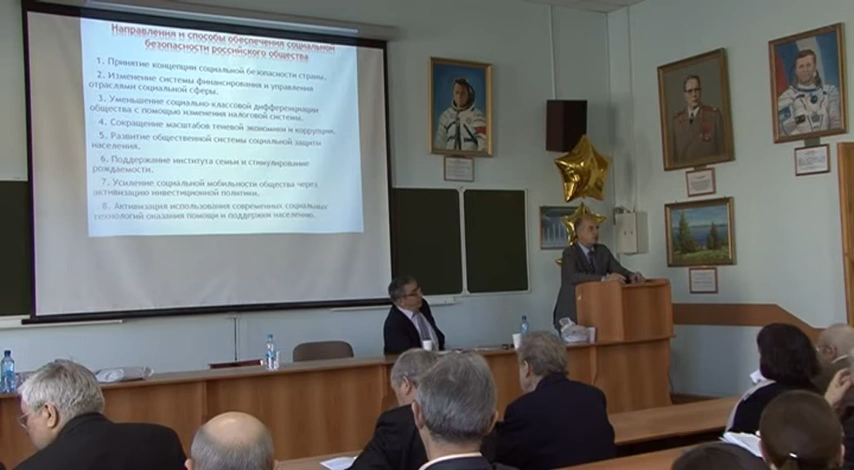 Направления и способы обеспечения социальной
безопасности российского общества
1. Принятие концепции социальной безопасности страны.
2. Изменение системы финансирования и управления
отраслями социальной сферы.
3. Уменьшение социально-классовой дифференциации
общества с помощью изменения налоговой системы.
4. Сокращение масштабов теневой экономики и коррупции.
5. Развитие общественной системы социальной защиты
населения.
6. Поддержание института семьи и стимулирование
рождаемости.
7. Усиление социальной мобильности общества через
активизацию инвестиционной политики.
8. Активизация использования современных социальных
технологий оказания помощи и поддержки населению.